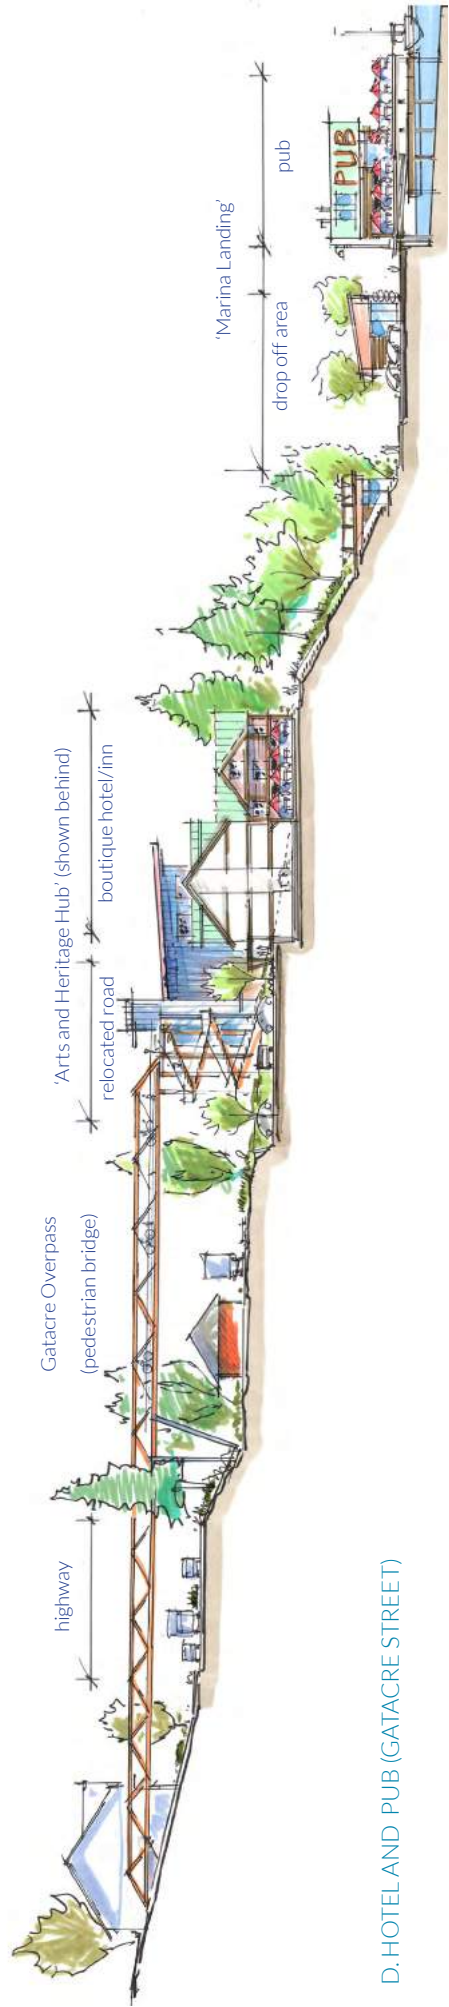 highway
Gatacre Overpass
(pedestrian bridge)
'Arts and Heritage Hub' (shown behind)
relocated road
boutique hotel/inn
'Marina Landing'
drop off area
pub
PUB
D. HOTEL AND PUB (GATACRE STREET)